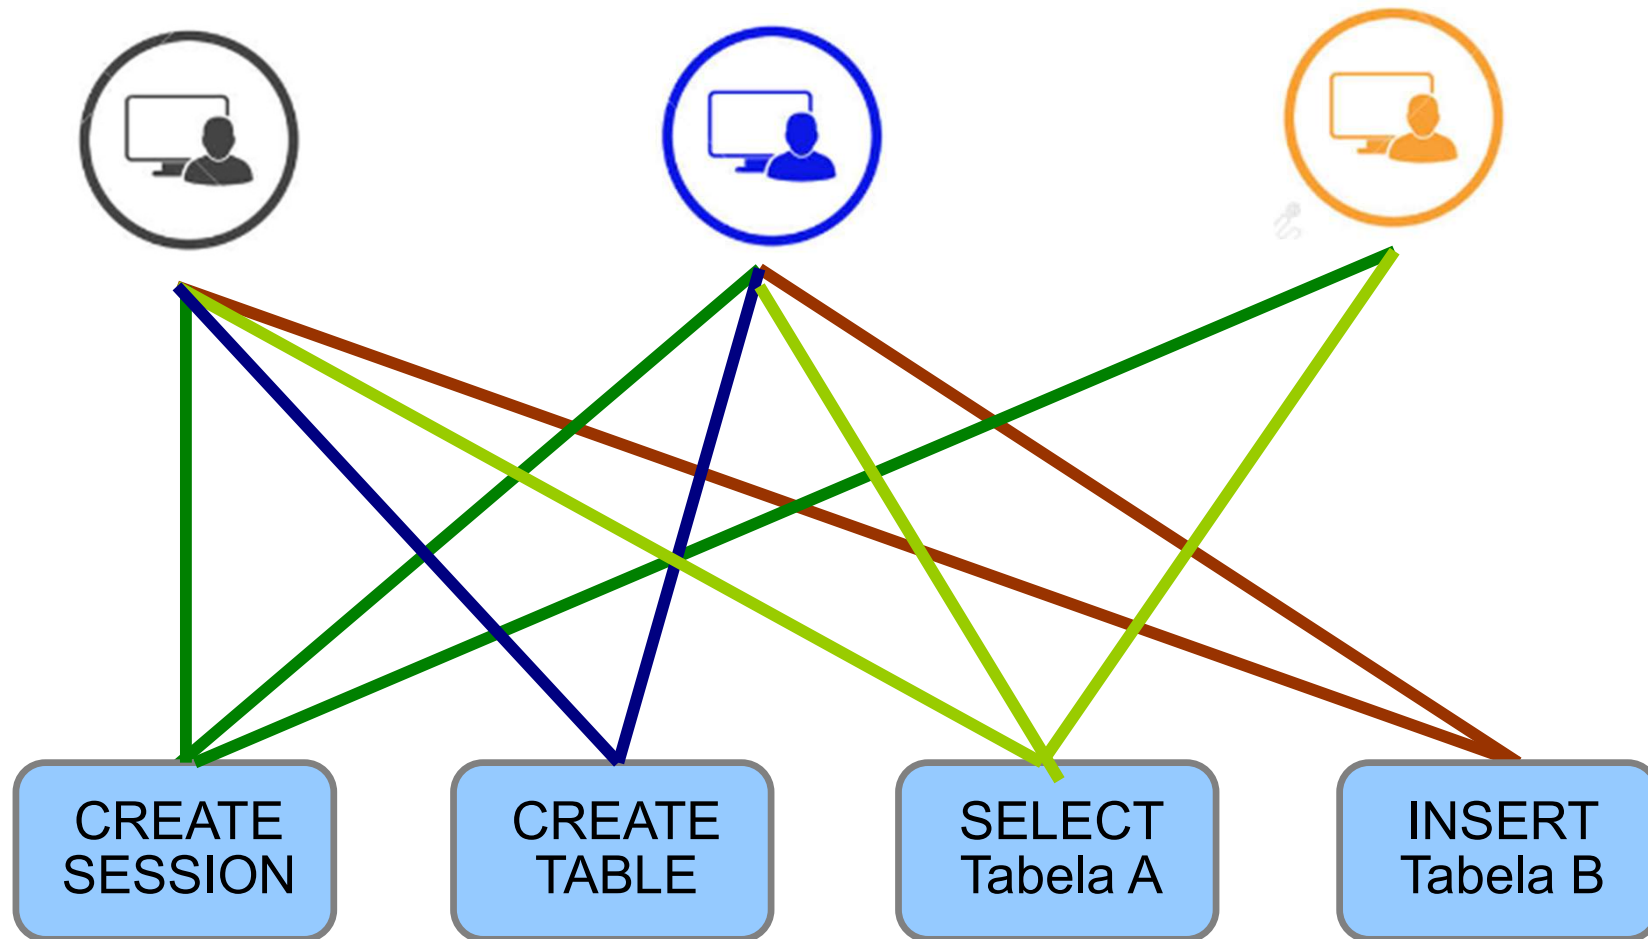 CREATE
SESSION
CREATE
TABLE
SELECT
Tabela A
INSERT
Tabela B